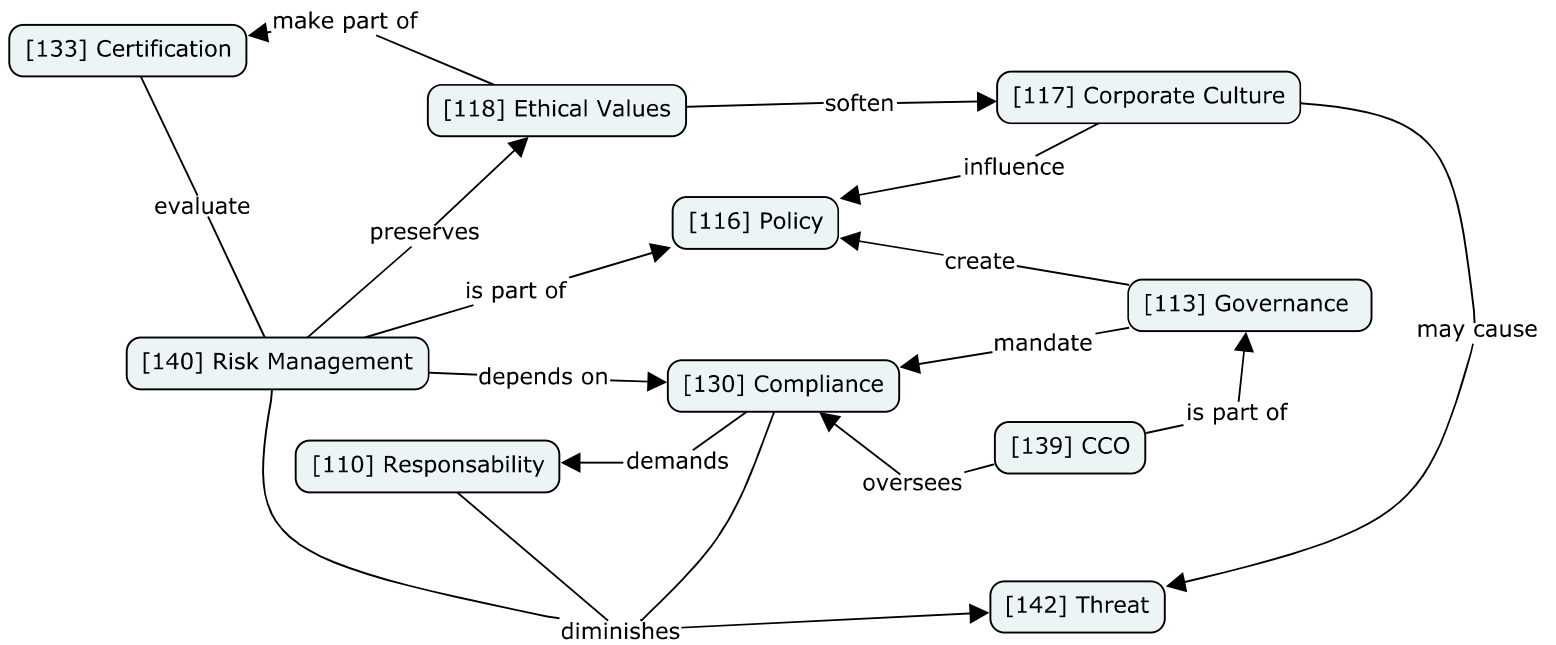 make part of
[133] Certification
[118] Ethical Values
soften
[117] Corporate Culture
influence
evaluate
preserves
[116] Policy
create
is part of
[113] Governance
may cause
mandate
[140] Risk Management
depends on
[130] Compliance
is part of
[139] CCO
[110] Responsability
demands
oversees
[142] Threat
diminishes